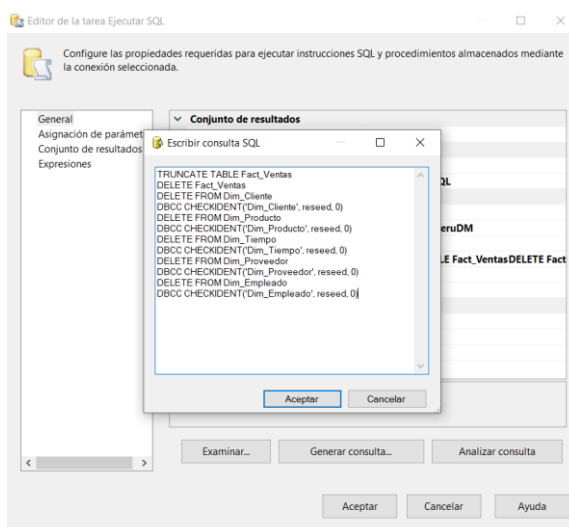 Editor de la tarea Ejecutar SQL
Configure las propiedades requeridas para ejecutar instrucciones SQL y procedimientos almacenados mediante
la conexión seleccionada.
General
Asignación de parámet
Conjunto de resultados
Expresiones
Conjunto de resultados
QL
eruDM
.E Fact_VentasDELETE Fact
Escribir consulta SQL
TRUNCATE TABLE Fact_Ventas
DELETE Fact_Ventas
DELETE FROM Dim_Cliente
DBCC CHECKIDENT('Dim_Cliente', reseed, 0)
DELETE FROM Dim_Producto
DBCC CHECKIDENT('Dim_Producto', reseed, 0)
DELETE FROM Dim_Tiempo
DBCC CHECKIDENT('Dim_Tiempo', reseed, 0)
DELETE FROM Dim_Proveedor
DBCC CHECKIDENT('Dim_Proveedor', reseed, 0)
DELETE FROM Dim_Empleado
DBCC CHECKIDENT('Dim_Empleado', reseed, 0)
Aceptar Cancelar
Examinar... Generar consulta... Analizar consulta
Aceptar Cancelar Ayuda